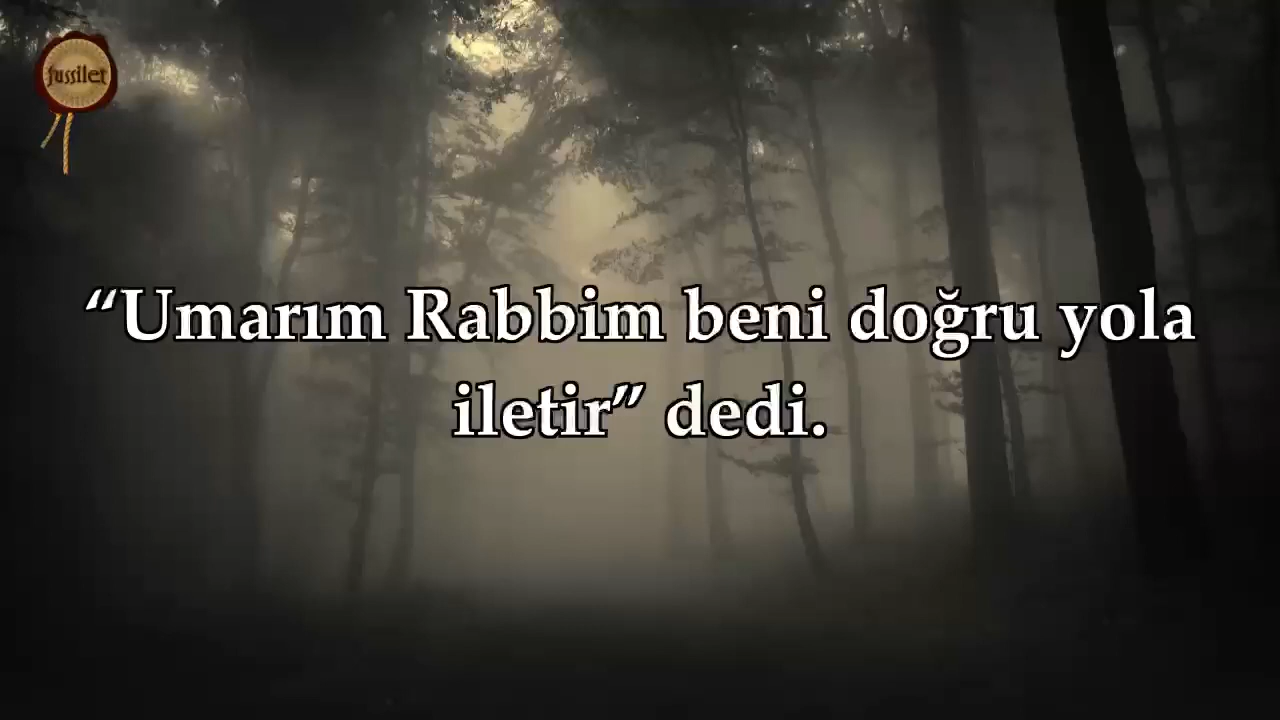 fussilet
“Umarım Rabbim beni doğru yola
iletir” dedi.